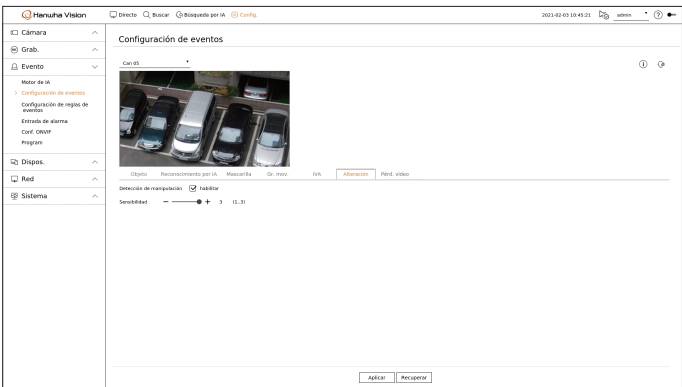 Hanwha Vision
Directo Buscar Búsqueda por IA Config.
2021-02-03 10:45:21 admin
Cámara
Grab.
Evento
Motor de IA
Configuración de eventos
Configuración de reglas de
eventos
Entrada de alarma
Conf. ONVIF
Program
Dispos.
Red
Sistema
Configuración de eventos
Can 05
Objeto Reconocimiento por IA Mascarilla Gr. mov. IVA Alteración Pérd. vídeo
Detección de manipulación habilitar
Sensibilidad 3 (1..3)
Aplicar Recuperar